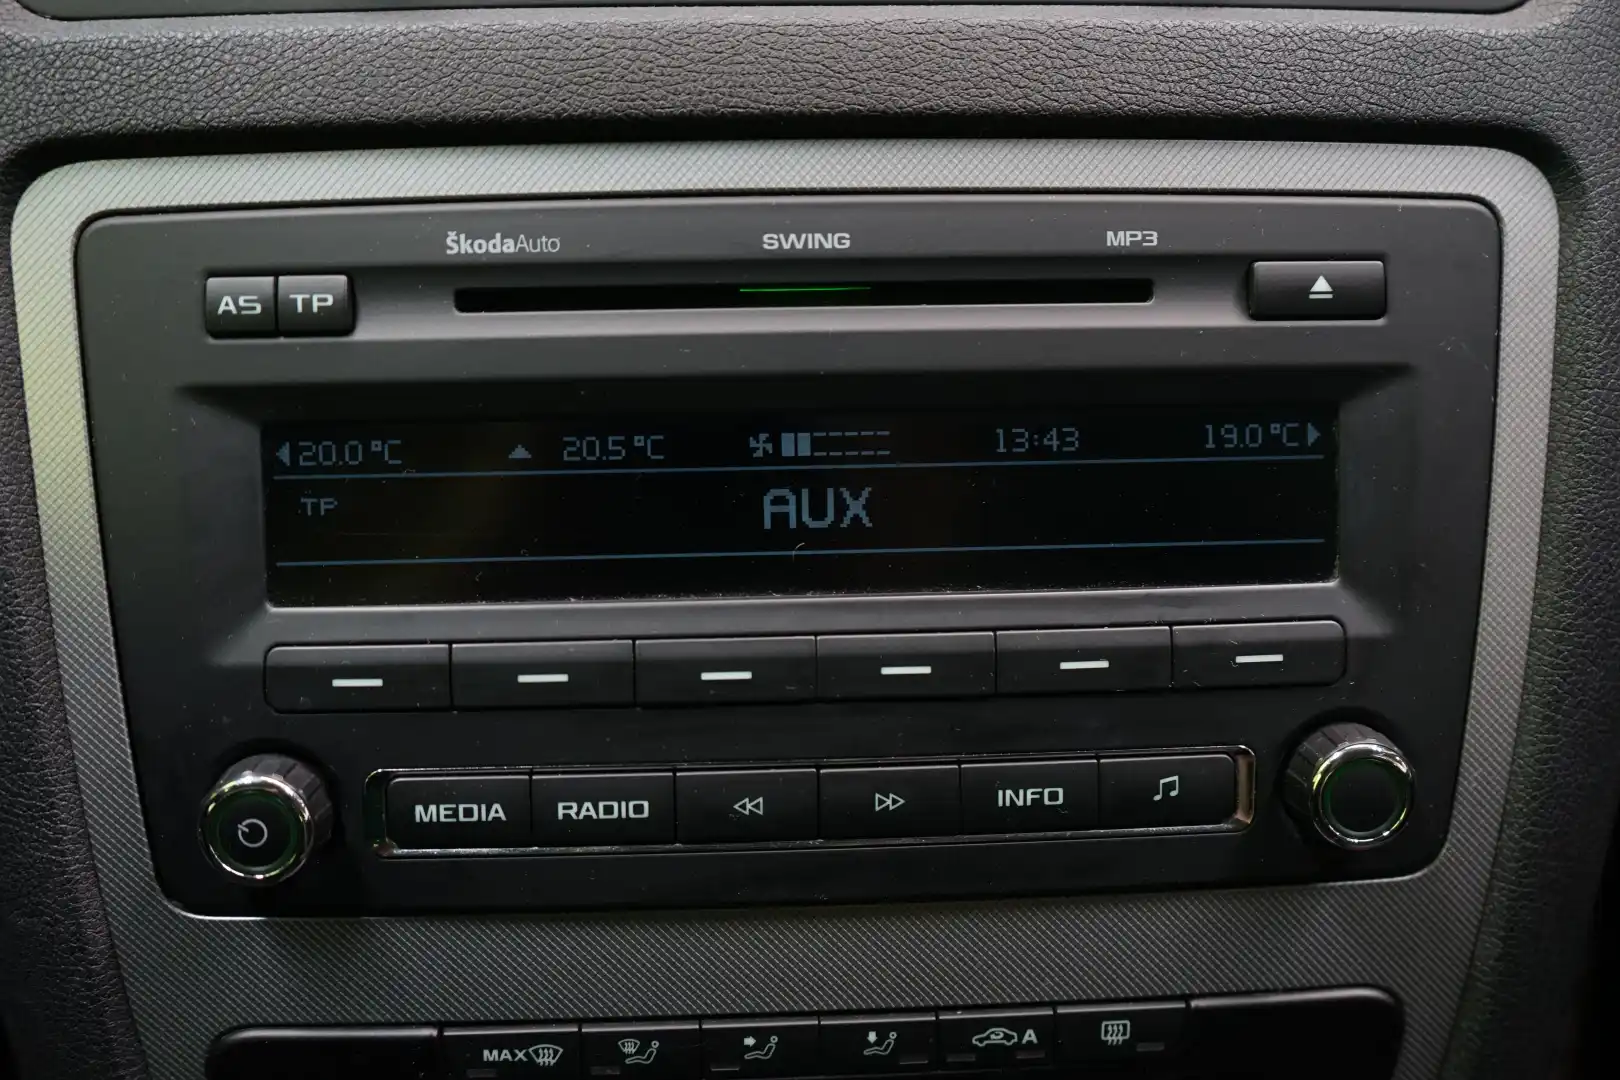 ŠkodaAuto SWING MP3
AS TP
20.0°C 20.5°C 13:43 19.0°C
TP
AUX
MEDIA RADIO INFO
MAX A